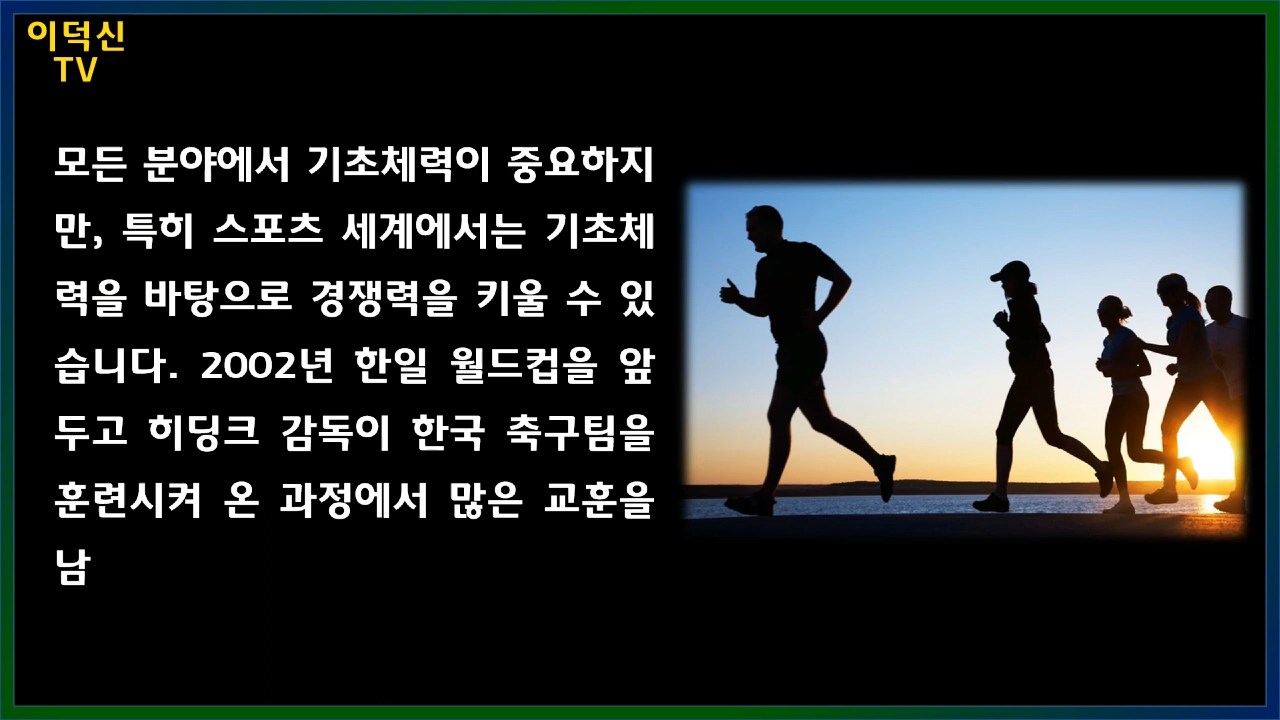 이덕신
TV
모든 분야에서 기초체력이 중요하지
만, 특히 스포츠 세계에서는 기초체
력을 바탕으로 경쟁력을 키울 수 있
습니다. 2002년 한일 월드컵을 앞
두고 히딩크 감독이 한국 축구팀을
훈련시켜 온 과정에서 많은 교훈을
남